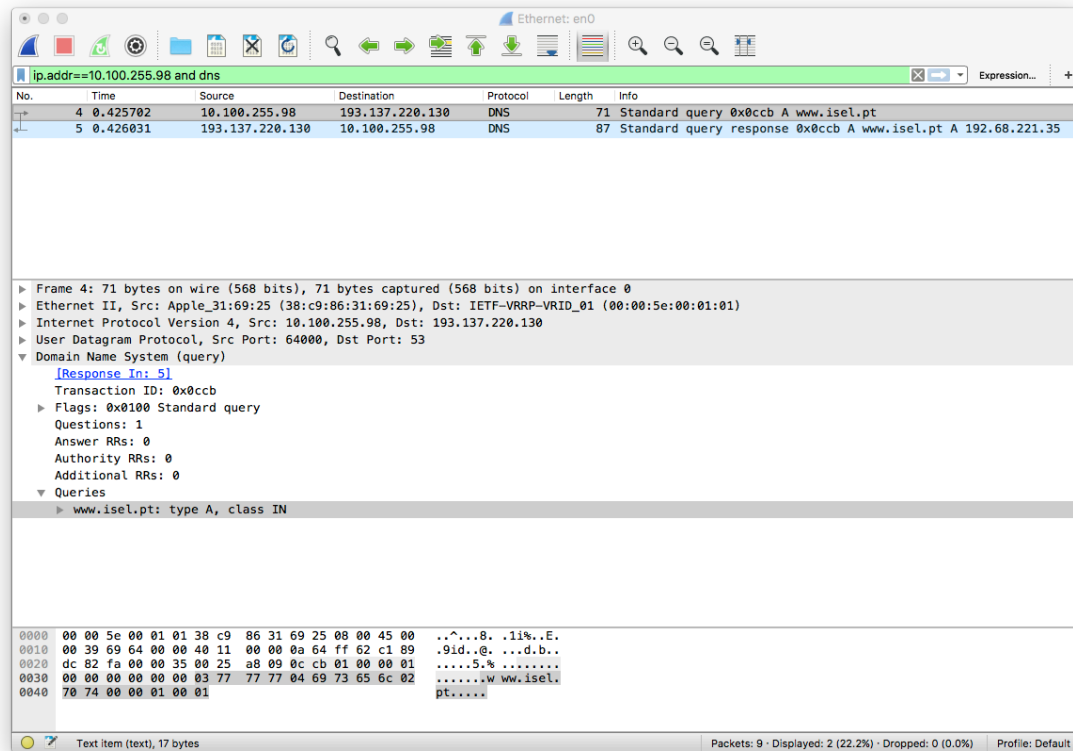 Ethernet: en0
ip.addr==10.100.255.98 and dns Expression... +
No. Time Source Destination Protocol Length Info
4 0.425702 10.100.255.98 193.137.220.130 DNS 71 Standard query 0x0ccb A www.isel.pt
5 0.426031 193.137.220.130 10.100.255.98 DNS 87 Standard query response 0x0ccb A www.isel.pt A 192.68.221.35
Frame 4: 71 bytes on wire (568 bits), 71 bytes captured (568 bits) on interface 0
Ethernet II, Src: Apple_31:69:25 (38:c9:86:31:69:25), Dst: IETF-VRRP-VRID_01 (00:00:5e:00:01:01)
Internet Protocol Version 4, Src: 10.100.255.98, Dst: 193.137.220.130
User Datagram Protocol, Src Port: 64000, Dst Port: 53
Domain Name System (query)
[Response In: 5]
Transaction ID: 0x0ccb
Flags: 0x0100 Standard query
Questions: 1
Answer RRs: 0
Authority RRs: 0
Additional RRs: 0
Queries
www.isel.pt: type A, class IN
0000 00 00 5e 00 01 01 38 c9 86 31 69 25 08 00 45 00 ..^...8. .1i%..E.
0010 00 39 69 64 00 00 40 11 00 00 0a 64 ff 62 c1 89 .9id..@. ...d.b..
0020 dc 82 fa 00 00 35 00 25 a8 09 0c cb 01 00 00 01 .....5.% ........
0030 00 00 00 00 00 00 03 77 77 77 04 69 73 65 6c 02 .......w ww.isel.
0040 70 74 00 00 01 00 01 pt.....
Text item (text), 17 bytes Packets: 9 · Displayed: 2 (22.2%) · Dropped: 0 (0.0%) Profile: Default